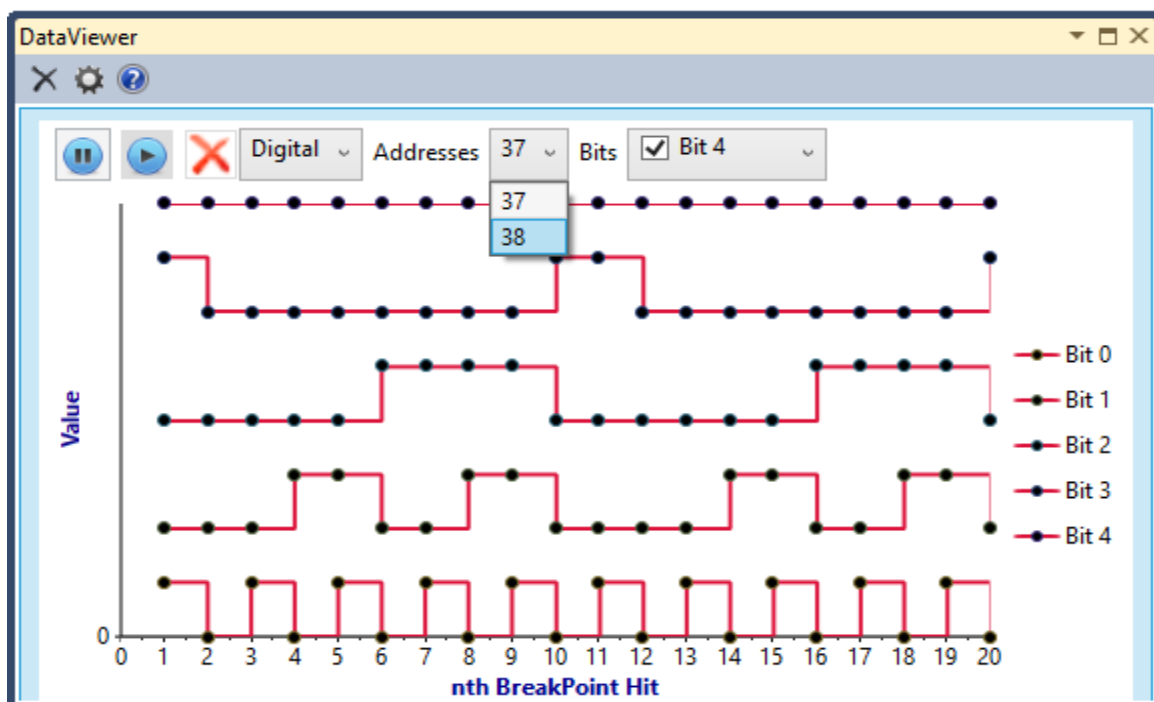 DataViewer
Digital Addresses 37 Bits Bit 4
37
38
Value
Bit 0
Bit 1
Bit 2
Bit 3
Bit 4
0
0 1 2 3 4 5 6 7 8 9 10 11 12 13 14 15 16 17 18 19 20
nth BreakPoint Hit